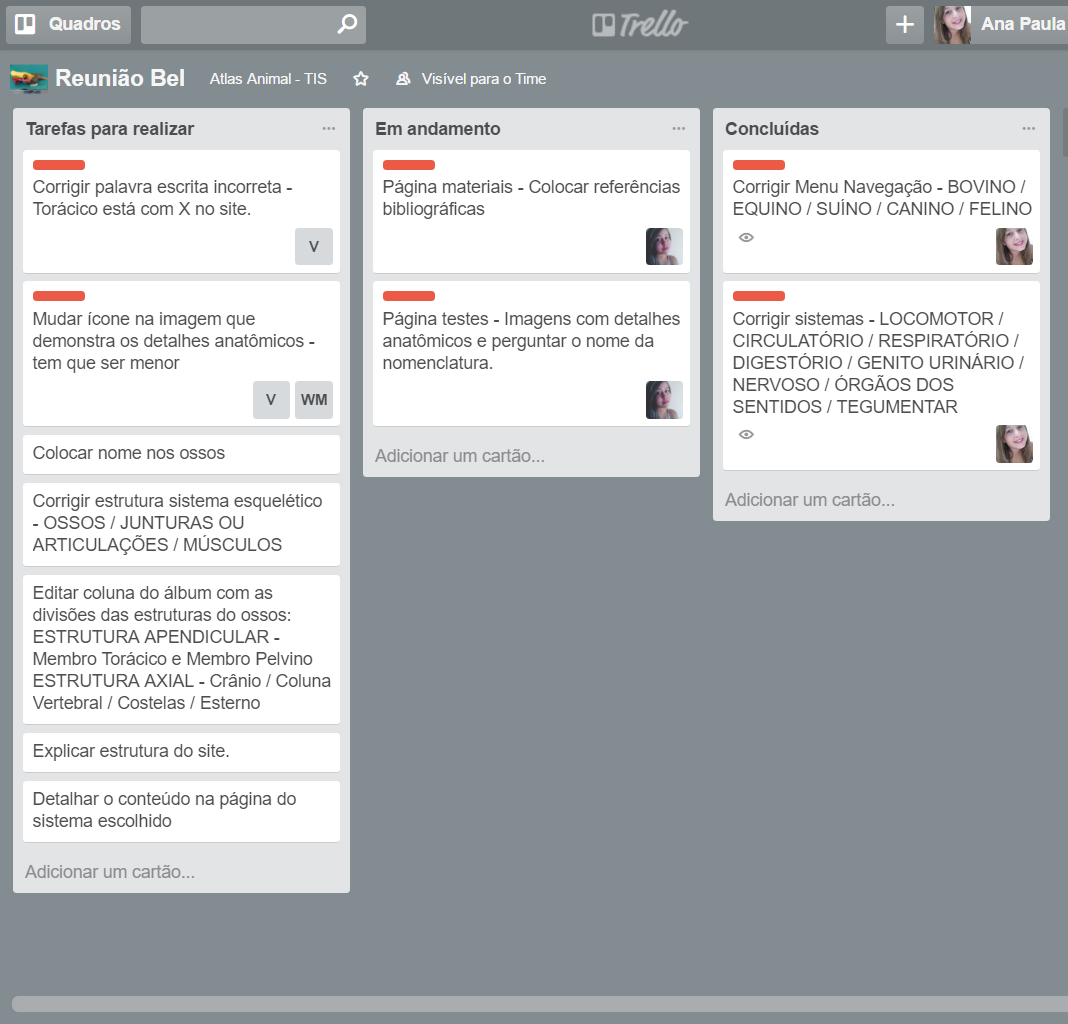 Quadros
Trello
Ana Paula
Reunião Bel
Atlas Animal - TIS
Visível para o Time
Tarefas para realizar
Corrigir palavra escrita incorreta -
Torácico está com X no site.
V
Mudar ícone na imagem que
demonstra os detalhes anatômicos -
tem que ser menor
V WM
Colocar nome nos ossos
Corrigir estrutura sistema esquelético
- OSSOS / JUNTURAS OU
ARTICULAÇÕES / MÚSCULOS
Editar coluna do álbum com as
divisões das estruturas do ossos:
ESTRUTURA APENDICULAR -
Membro Torácico e Membro Pelvino
ESTRUTURA AXIAL - Crânio / Coluna
Vertebral / Costelas / Esterno
Explicar estrutura do site.
Detalhar o conteúdo na página do
sistema escolhido
Adicionar um cartão...
Em andamento
Página materiais - Colocar referências
bibliográficas
Página testes - Imagens com detalhes
anatômicos e perguntar o nome da
nomenclatura.
Adicionar um cartão...
Concluídas
Corrigir Menu Navegação - BOVINO /
EQUINO / SUÍNO / CANINO / FELINO
Corrigir sistemas - LOCOMOTOR /
CIRCULATÓRIO / RESPIRATÓRIO /
DIGESTÓRIO / GENITO URINÁRIO /
NERVOSO / ÓRGÃOS DOS
SENTIDOS / TEGUMENTAR
Adicionar um cartão...